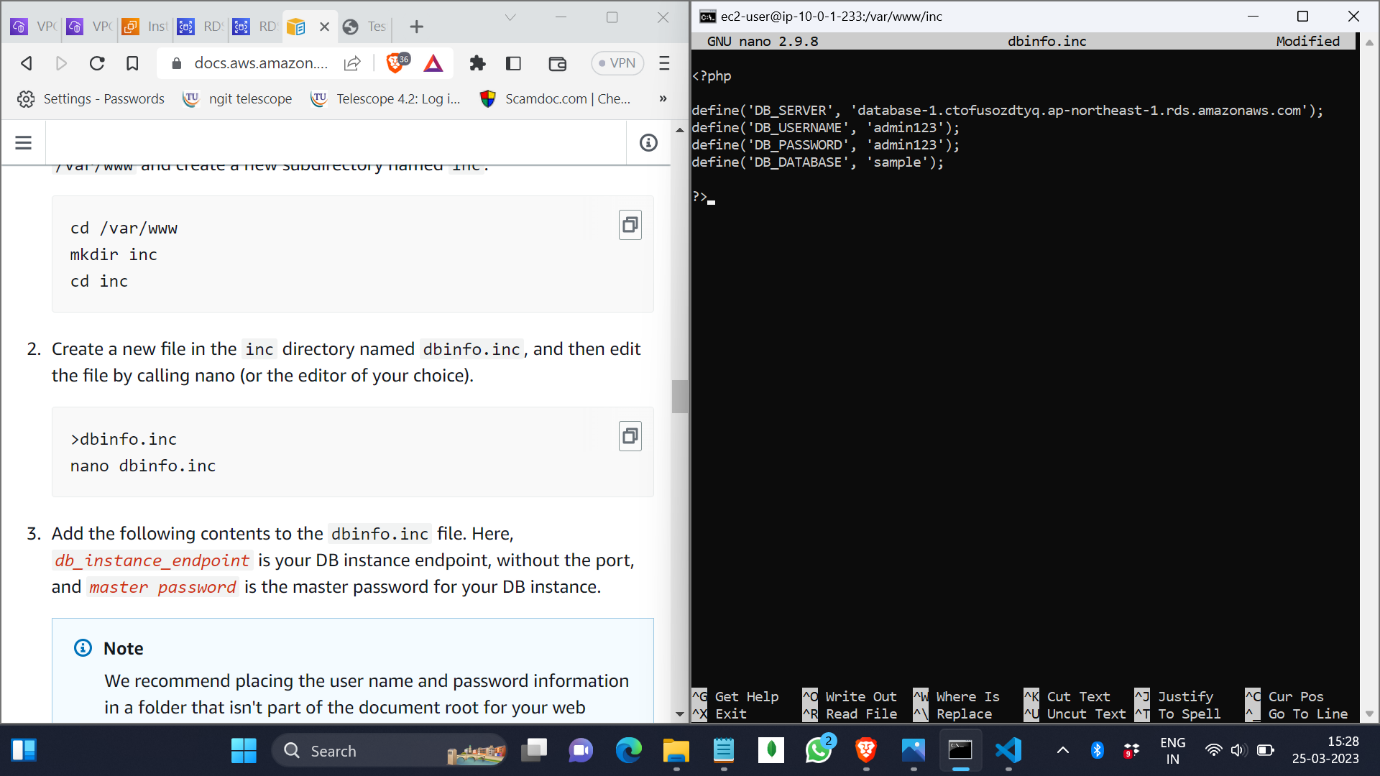 VPC
VPC
Inst
RDS
RDS
Tes
docs.aws.amazon....
36
VPN
Settings - Passwords
TU
ngit telescope
TU
Telescope 4.2: Log i...
Scamdoc.com | Che...
»
/var/www and create a new subdirectory named inc.
cd /var/www
mkdir inc
cd inc
2. Create a new file in the inc directory named dbinfo.inc, and then edit
the file by calling nano (or the editor of your choice).
>dbinfo.inc
nano dbinfo.inc
3. Add the following contents to the dbinfo.inc file. Here,
db_instance_endpoint is your DB instance endpoint, without the port,
and master password is the master password for your DB instance.
Note
We recommend placing the user name and password information
in a folder that isn't part of the document root for your web
ec2-user@ip-10-0-1-233:/var/www/inc
GNU nano 2.9.8 dbinfo.inc Modified
<?php
define('DB_SERVER', 'database-1.ctofusozdtyq.ap-northeast-1.rds.amazonaws.com');
define('DB_USERNAME', 'admin123');
define('DB_PASSWORD', 'admin123');
define('DB_DATABASE', 'sample');
?>
^G Get Help ^O Write Out ^W Where Is ^K Cut Text ^J Justify ^C Cur Pos
^X Exit ^R Read File ^\ Replace ^U Uncut Text ^T To Spell ^_ Go To Line
Search
2
9
ENG
IN
15:28
25-03-2023